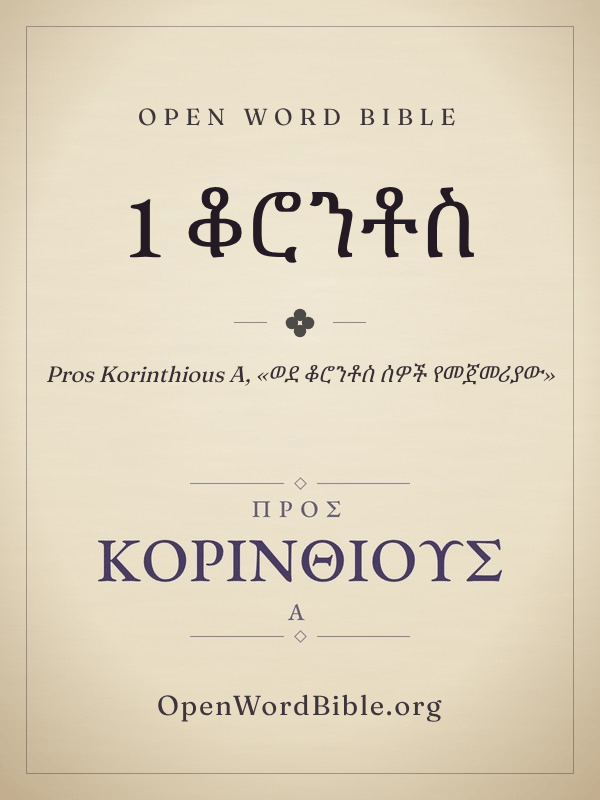 OPEN WORD BIBLE
1 ቆሮንቶስ
Pros Korinthious A, «ወደ ቆሮንቶስ ሰዎች የመጀመሪያው»
ΠΡΟΣ
ΚΟΡΙΝΘΙΟΥΣ
Α
OpenWordBible.org